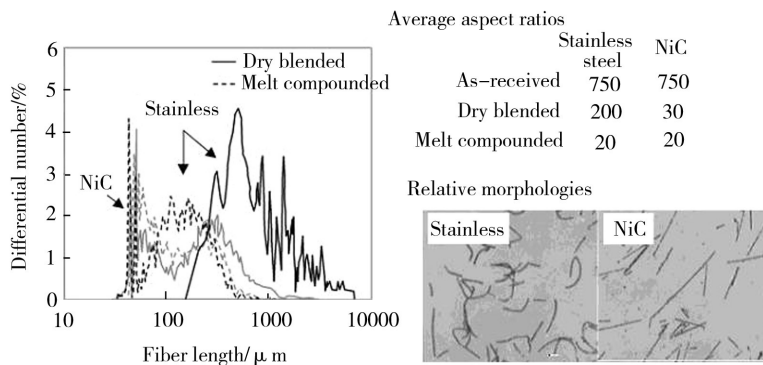 Differential number/%
6
5
4
3
2
1
0
10
100
1000
10000
Fiber length/μm
Dry blended
Melt compounded
Stainless
NiC
Average aspect ratios
Stainless steel
NiC
As-received 750 750
Dry blended 200 30
Melt compounded 20 20
Relative morphologies
Stainless
NiC